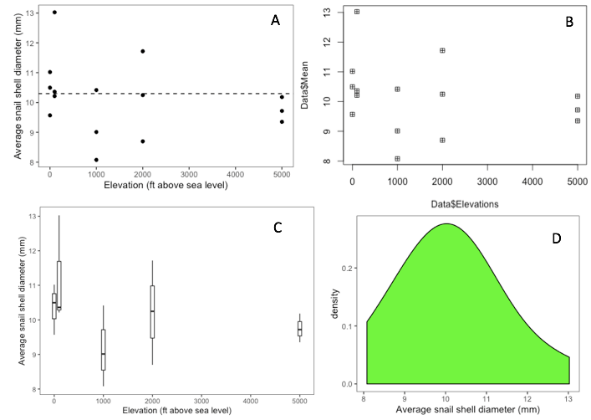 A
Average snail shell diameter (mm)
13
12
11
10
9
8
0 1000 2000 3000 4000 5000
Elevation (ft above sea level)
B
Data$Mean
13
12
11
10
9
8
0 1000 2000 3000 4000 5000
Data$Elevations
C
Average snail shell diameter (mm)
13
12
11
10
9
8
0 1000 2000 3000 4000 5000
Elevation (ft above sea level)
D
density
0.2
0.1
0.0
8 9 10 11 12 13
Average snail shell diameter (mm)